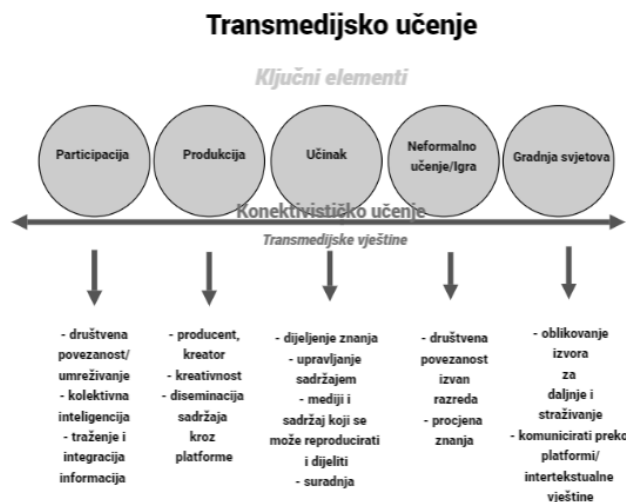 Transmedijsko učenje
Ključni elementi
Participacija
Produkcija
Učinak
Neformalno
učenje/Igra
Gradnja svjetova
Konektivističko učenje
Transmedijske vještine
- društvena
povezanost/
umreživanje
- kolektivna
inteligencija
- traženje i
integracija
informacija
- producent,
kreator
- kreativnost
- diseminacija
sadržaja
kroz
platforme
- dijeljenje znanja
- upravljanje
sadržajem
- mediji i
sadržaj koji se
može reproducirati
i dijeliti
- suradnja
- društvena
povezanost
izvan
razreda
- procjena
znanja
- oblikovanje
izvora
za
daljnje i
straživanje
- komunicirati preko
platformi/
intertekstualne
vještine